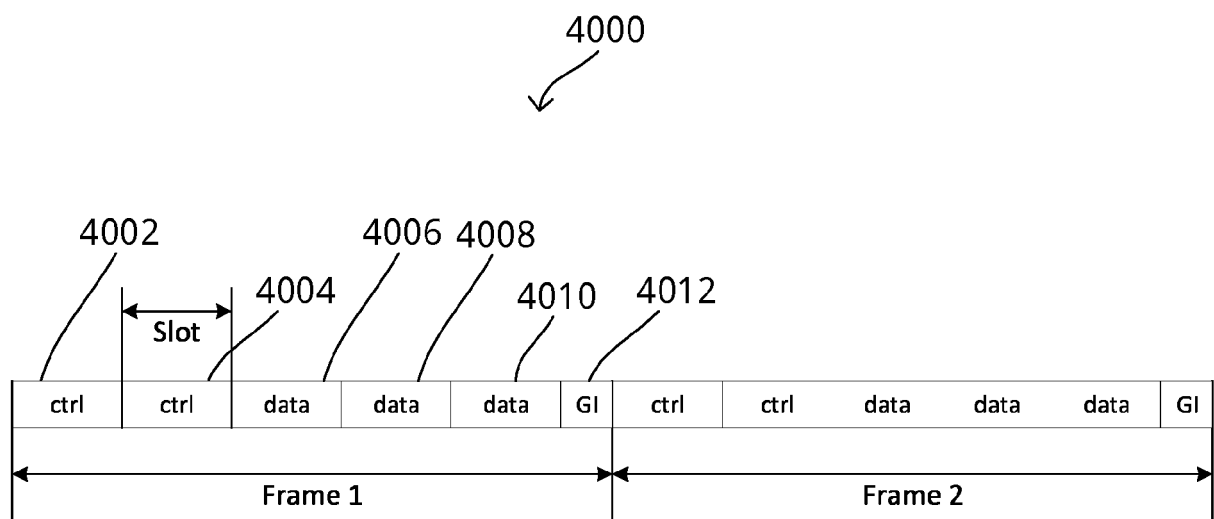 4000
4002 4006 4008
4004 4010 4012
Slot
ctrl ctrl data data data GI ctrl ctrl data data data GI
Frame 1 Frame 2